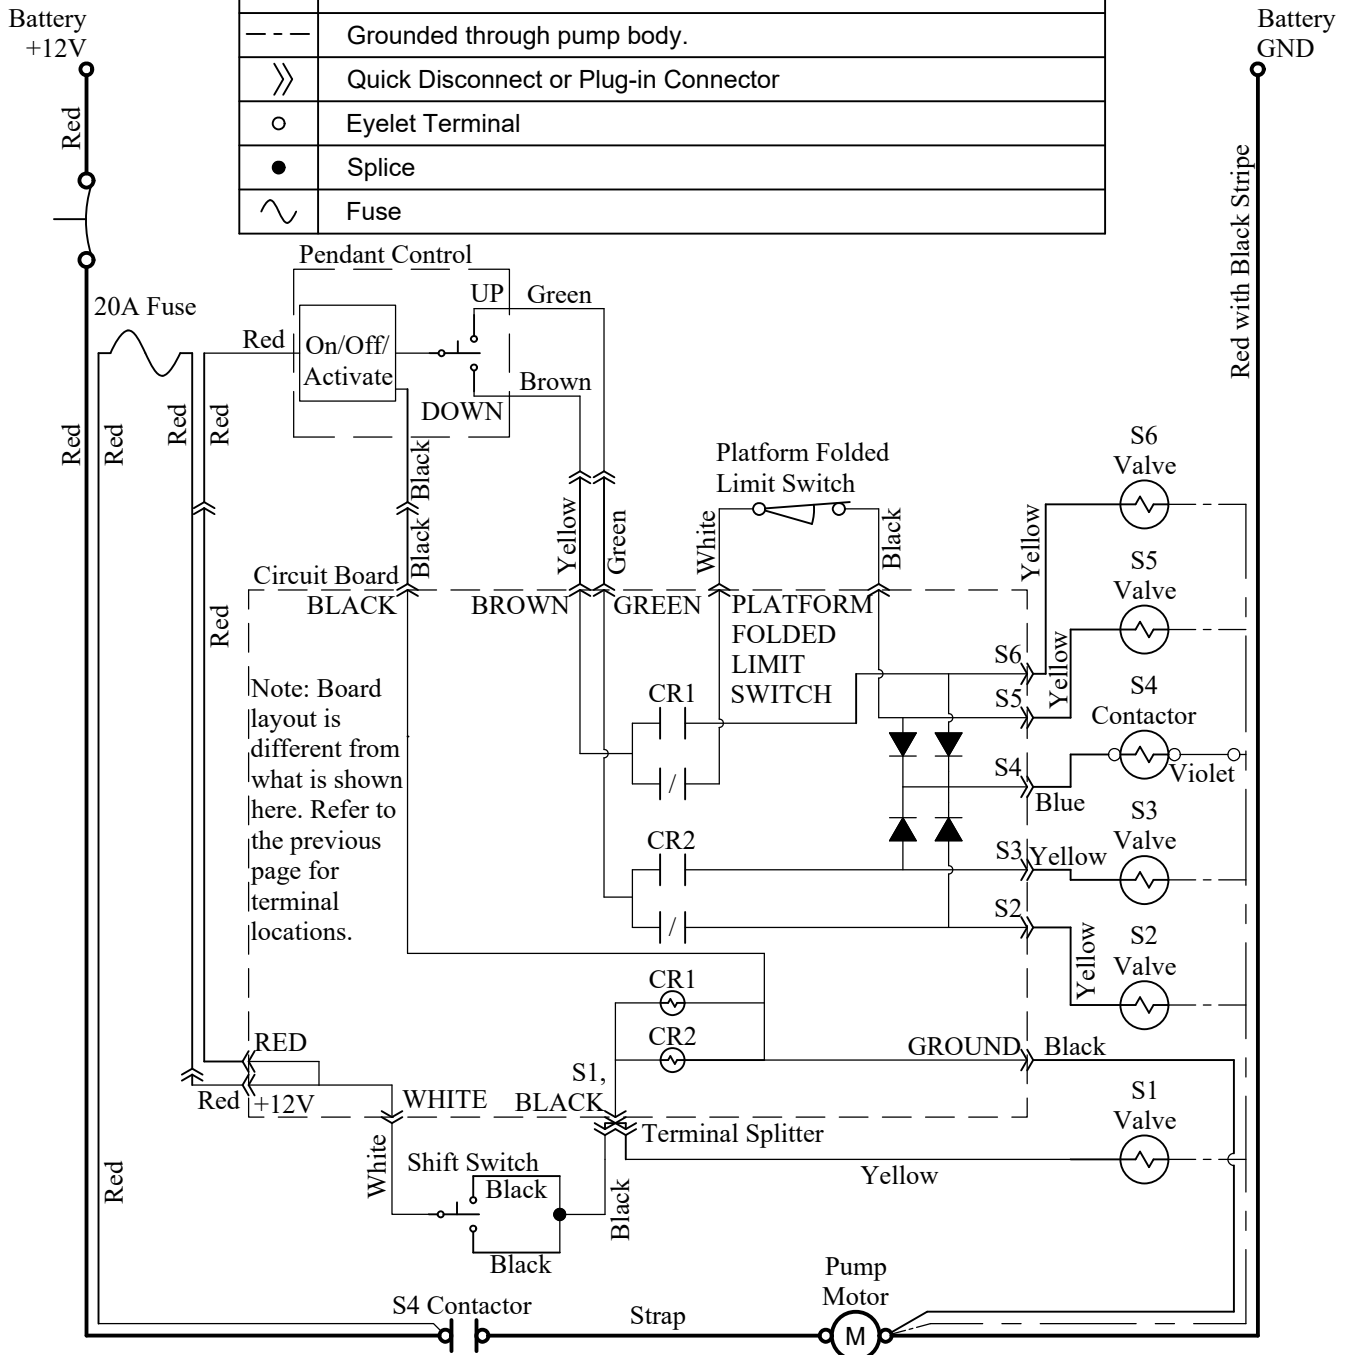 Battery
+12V
Battery
GND
Grounded through pump body.
Quick Disconnect or Plug-in Connector
Eyelet Terminal
Splice
Fuse
Red
Red with Black Stripe
Pendant Control
20A Fuse
UP
Green
Red
On/Off/
Activate
Brown
DOWN
Red
Red
Red
Red
Black
Black
Yellow
Green
Platform Folded
Limit Switch
White
Black
Yellow
S6
Valve
S5
Valve
Yellow
Circuit Board
BLACK
BROWN
GREEN
PLATFORM
FOLDED
LIMIT
SWITCH
Red
S6
S5
S4
Contactor
Note: Board
layout is
different from
what is shown
here. Refer to
the previous
page for
terminal
locations.
CR1
S4
Blue
Violet
S3
Valve
CR2
S3
Yellow
S2
S2
Valve
Yellow
CR1
CR2
RED
GROUND
Black
S1,
BLACK
Red
+12V
WHITE
S1
Valve
Terminal Splitter
Yellow
White
Shift Switch
Black
Black
Black
Red
Pump
Motor
S4 Contactor
Strap
M